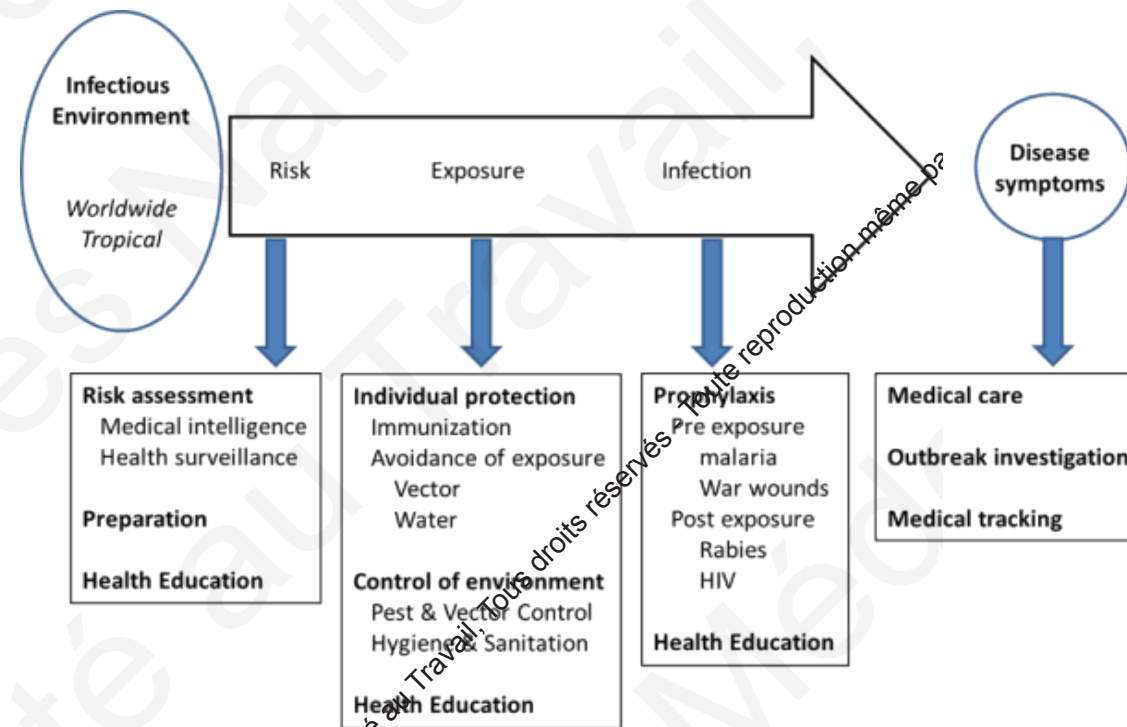 Infectious
Environment
Worldwide
Tropical
Risk
Exposure
Infection
Disease
symptoms
Risk assessment
Medical intelligence
Health surveillance
Preparation
Health Education
Individual protection
Immunization
Avoidance of exposure
Vector
Water
Control of environment
Pest & Vector Control
Hygiene & Sanitation
Health Education
Prophylaxis
Pre exposure
malaria
War wounds
Post exposure
Rabies
HIV
Health Education
Medical care
Outbreak investigation
Medical tracking
au Travail, Tous droits réservés - Toute reproduction même
au Travail,